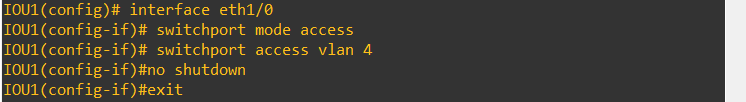 IOU1(config)# interface eth1/0
IOU1(config-if)# switchport mode access
IOU1(config-if)# switchport access vlan 4
IOU1(config-if)#no shutdown
IOU1(config-if)#exit